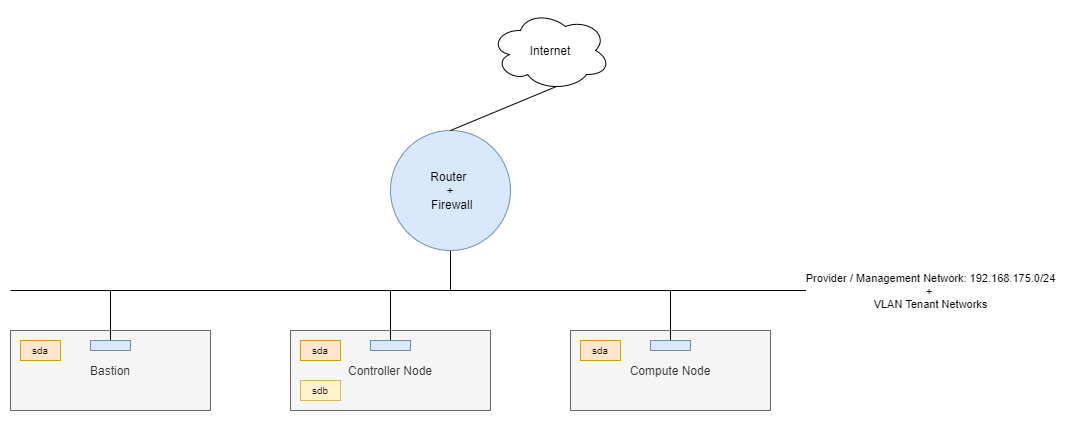 Internet
Router
+
Firewall
Provider / Management Network: 192.168.175.0/24
+
VLAN Tenant Networks
sda
Bastion
sda
Controller Node
sdb
sda
Compute Node